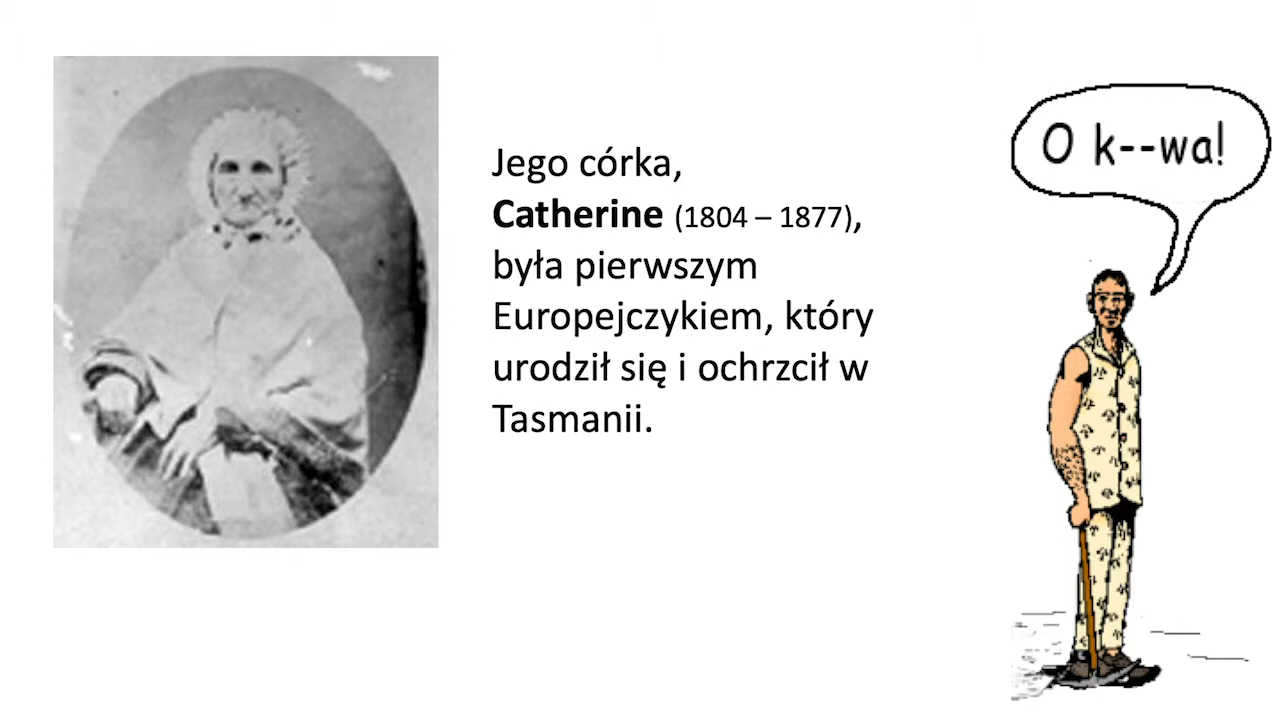 Jego córka,
Catherine (1804 – 1877),
była pierwszym
Europejczykiem, który
urodził się i ochrzcił w
Tasmanii.
O k--wa!